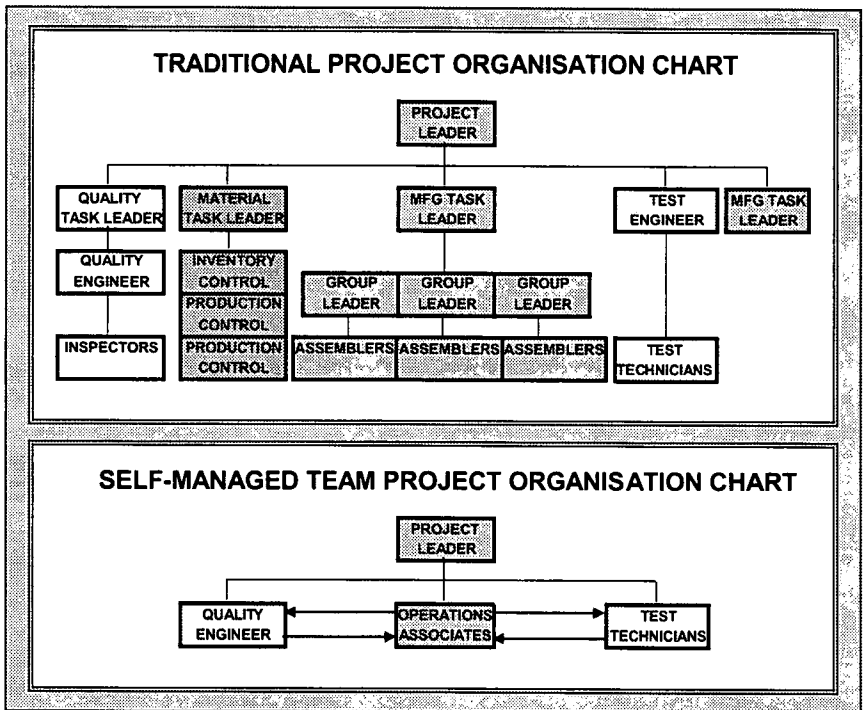 TRADITIONAL PROJECT ORGANISATION CHART
PROJECT
LEADER
QUALITY
TASK LEADER
MATERIAL
TASK LEADER
MFG TASK
LEADER
TEST
ENGINEER
MFG TASK
LEADER
QUALITY
ENGINEER
INVENTORY
CONTROL
PRODUCTION
CONTROL
GROUP
LEADER
GROUP
LEADER
GROUP
LEADER
INSPECTORS
PRODUCTION
CONTROL
ASSEMBLERS
ASSEMBLERS
ASSEMBLERS
TEST
TECHNICIANS
SELF-MANAGED TEAM PROJECT ORGANISATION CHART
PROJECT
LEADER
QUALITY
ENGINEER
OPERATIONS
ASSOCIATES
TEST
TECHNICIANS